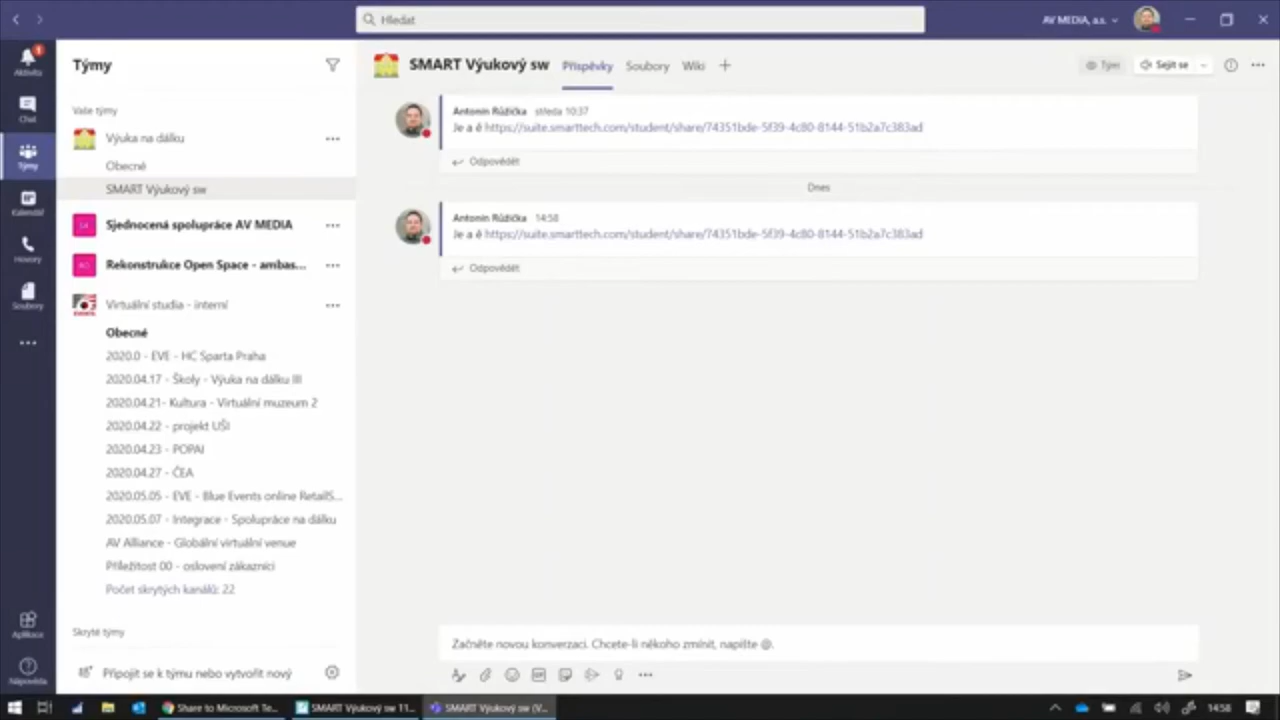 Hledat
AV MEDIA, a.s.
Aktivita
Chat
Týmy
Kalendář
Hovory
Soubory
Aplikace
Nápověda
Týmy
Vaše týmy
Výuka na dálku
Obecné
SMART Výukový sw
Sjednocená spolupráce AV MEDIA
Rekonstrukce Open Space - ambas...
Virtuální studia - interní
Obecné
2020.0 - EVE - HC Sparta Praha
2020.04.17 - Školy - Výuka na dálku III
2020.04.21- Kultura - Virtuální muzeum 2
2020.04.22 - projekt UŠI
2020.04.23 - POPAI
2020.04.27 - ČEA
2020.05.05 - EVE - Blue Events online RetailS...
2020.05.07 - Integrace - Spolupráce na dálku
AV Alliance - Globální virtuální venue
Příležitost 00 - oslovení zákazníci
Počet skrytých kanálů: 22
Skryté týmy
Připojit se k týmu nebo vytvořit nový
SMART Výukový sw Příspěvky Soubory Wiki
Tým Sejít se
Antonín Růžička středa 10:37
Je a ě https://suite.smarttech.com/student/share/74351bde-5f39-4c80-8144-51b2a7c383ad
Odpovědět
Dnes
Antonín Růžička 14:58
Je a ě https://suite.smarttech.com/student/share/74351bde-5f39-4c80-8144-51b2a7c383ad
Odpovědět
Začněte novou konverzaci. Chcete-li někoho zmínit, napište @.
Share to Microsoft Te... SMART Výukový sw 11... SMART Výukový sw (V... 14:58